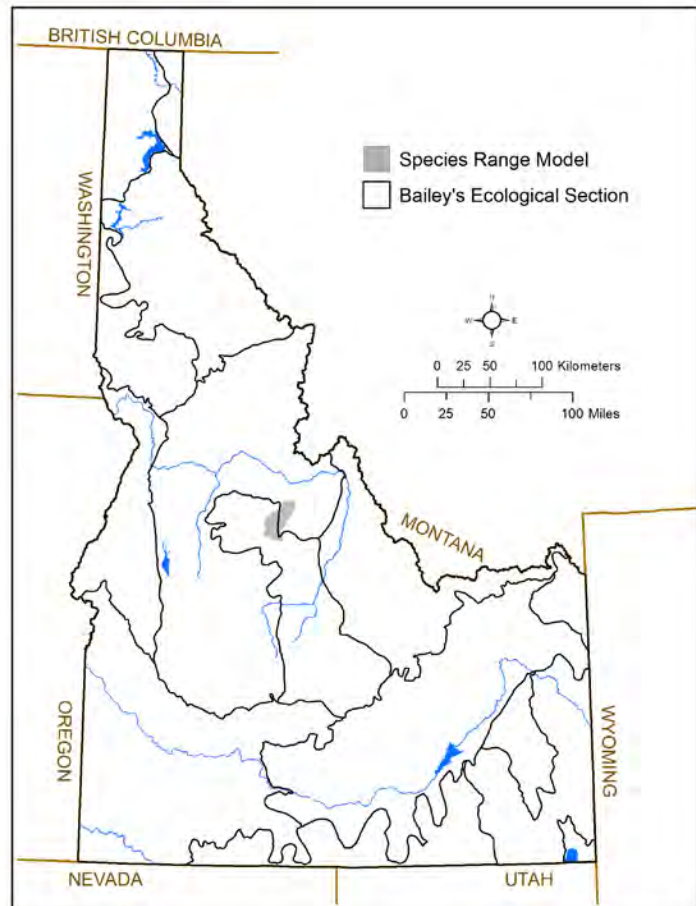 BRITISH COLUMBIA
WASHINGTON
Species Range Model
Bailey's Ecological Section
N
W
E
S
0 25 50 100 Kilometers
0 25 50 100 Miles
MONTANA
OREGON
WYOMING
NEVADA
UTAH